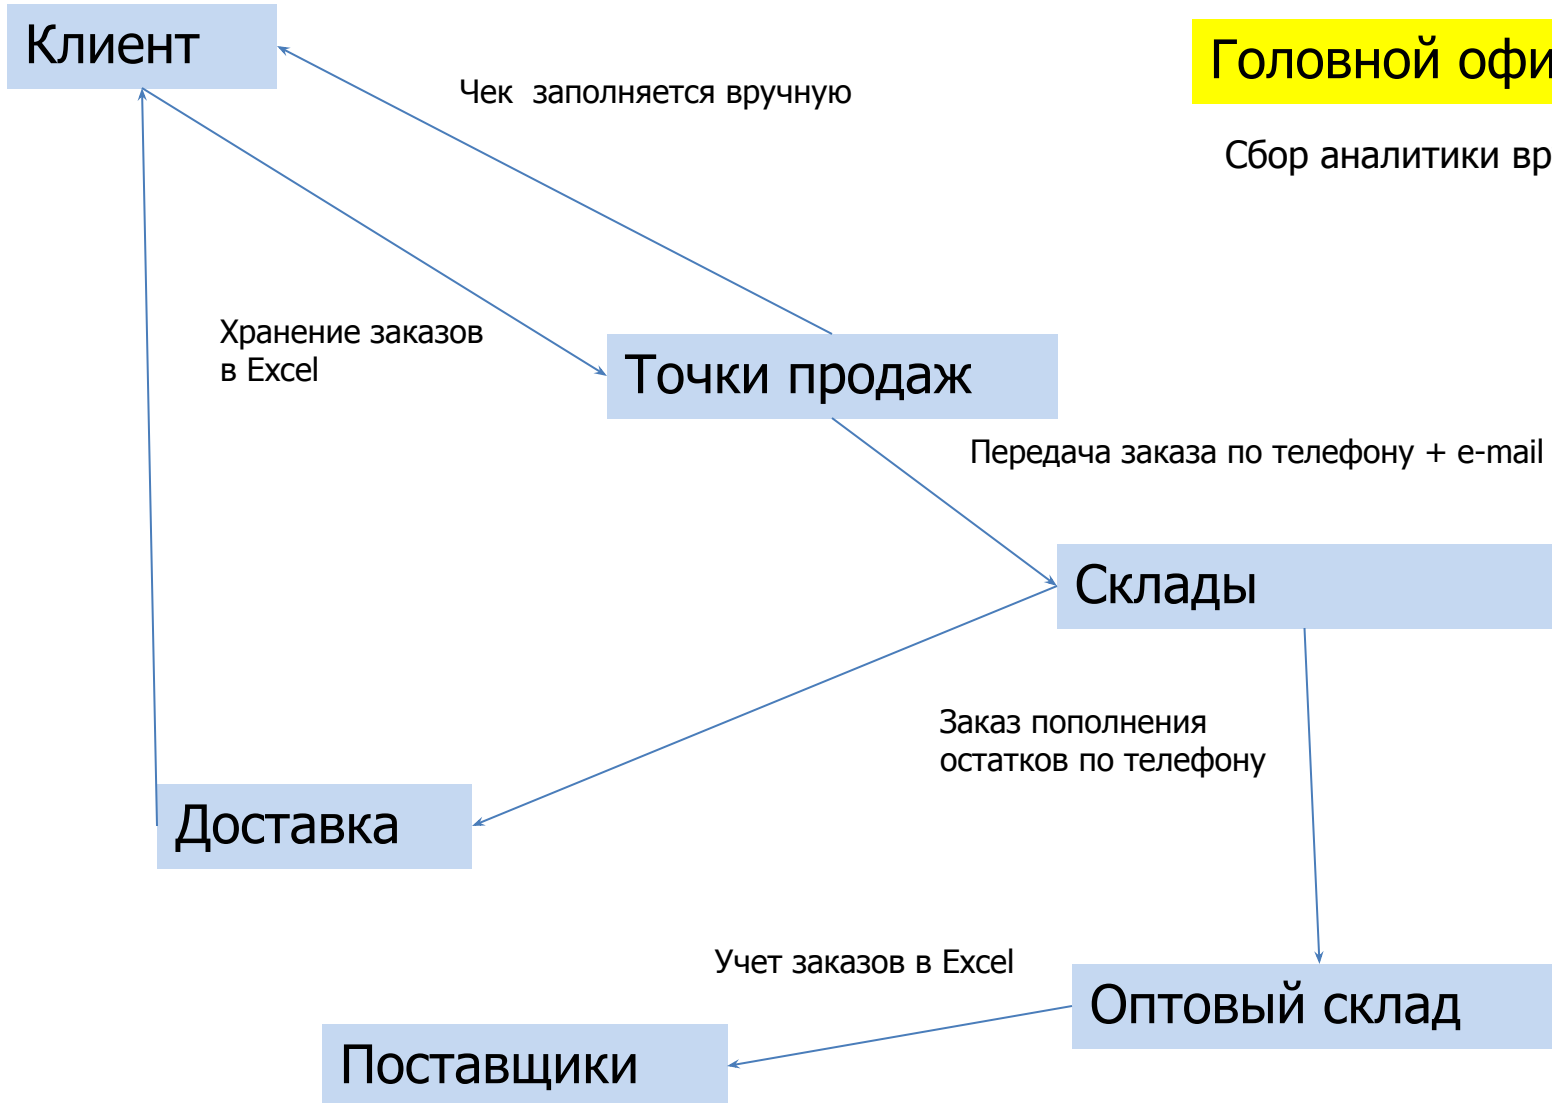 Клиент
Головной офи
Чек  заполняется вручную
Сбор аналитики вр
Хранение заказов
в Excel
Точки продаж
Передача заказа по телефону + e-mail
Склады
Заказ пополнения
остатков по телефону
Доставка
Учет заказов в Excel
Оптовый склад
Поставщики